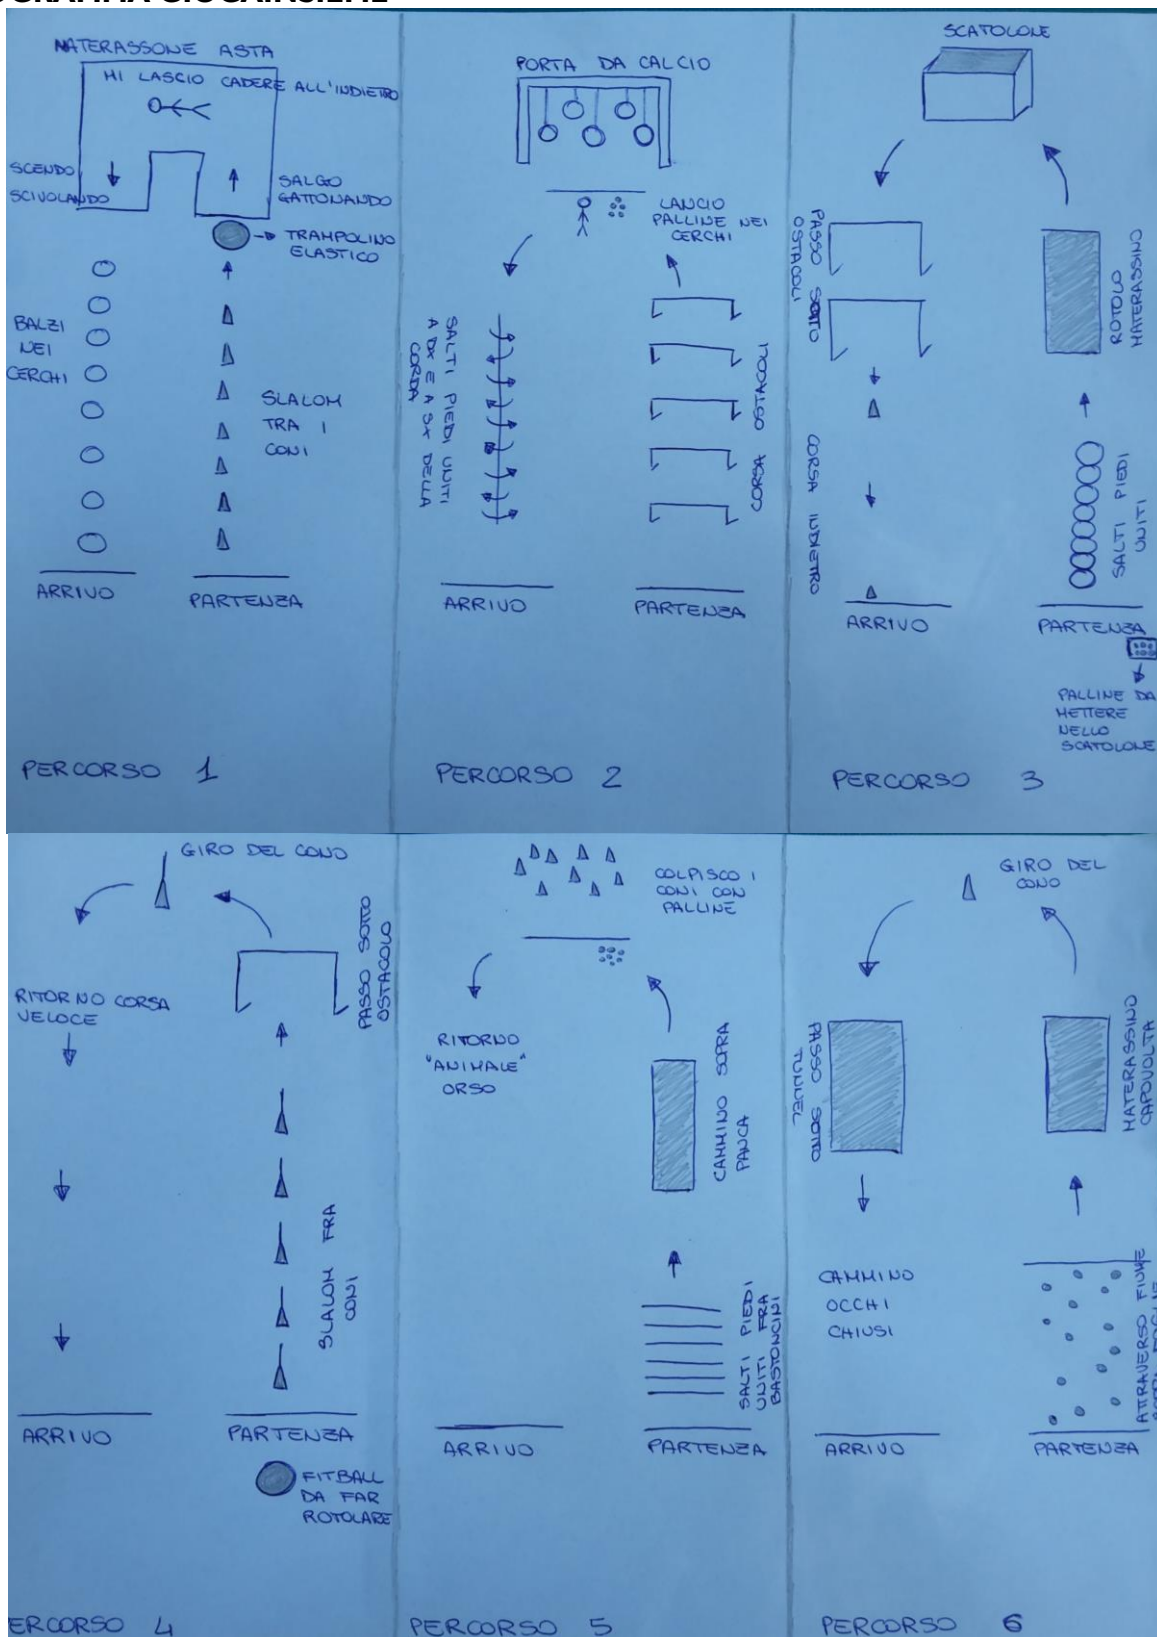 OGRAMMA GIOCAINSIEME
MATERASSONE ASTA
MI LASCIO CADERE ALL'INDIETRO
SCENDO
SCIVOLANDO
SALGO
GATTONANDO
TRAMPOLINO
ELASTICO
BALZI
NEI
CERCHI
SLALOM
TRA I
CONI
ARRIVO
PARTENZA
PERCORSO 1
PORTA DA CALCIO
LANCIO
PALLINE NEI
CERCHI
SALTI PIEDI UNITI
A DX E A SX DELLA
CORDA
CORSA OSTACOLI
ARRIVO
PARTENZA
PERCORSO 2
SCATOLONE
PASSO SOTTO
OSTACOLI
ROTOLO
MATERASSINO
CORSA INDIETRO
SALTI PIEDI
UNITI
ARRIVO
PARTENZA
PALLINE DA
METTERE
NELLO
SCATOLONE
PERCORSO 3
GIRO DEL CONO
PASSO SOTTO
OSTACOLO
RITORNO CORSA
VELOCE
SLALOM FRA
CONI
ARRIVO
PARTENZA
FITBALL
DA FAR
ROTOLARE
ERCORSO 4
COLPISCO I
CONI CON
PALLINE
RITORNO
"ANIMALE"
ORSO
CAMMINO SOPRA
PANCA
SALTI PIEDI
UNITI FRA
BASTONCINI
ARRIVO
PARTENZA
PERCORSO 5
GIRO DEL
CONO
PASSO SOTTO
TUNNEL
MATERASSINO
CAPOVOLTA
CAMMINO
OCCHI
CHIUSI
ATTRAVERSO FIUME
ARRIVO
PARTENZA
PERCORSO 6